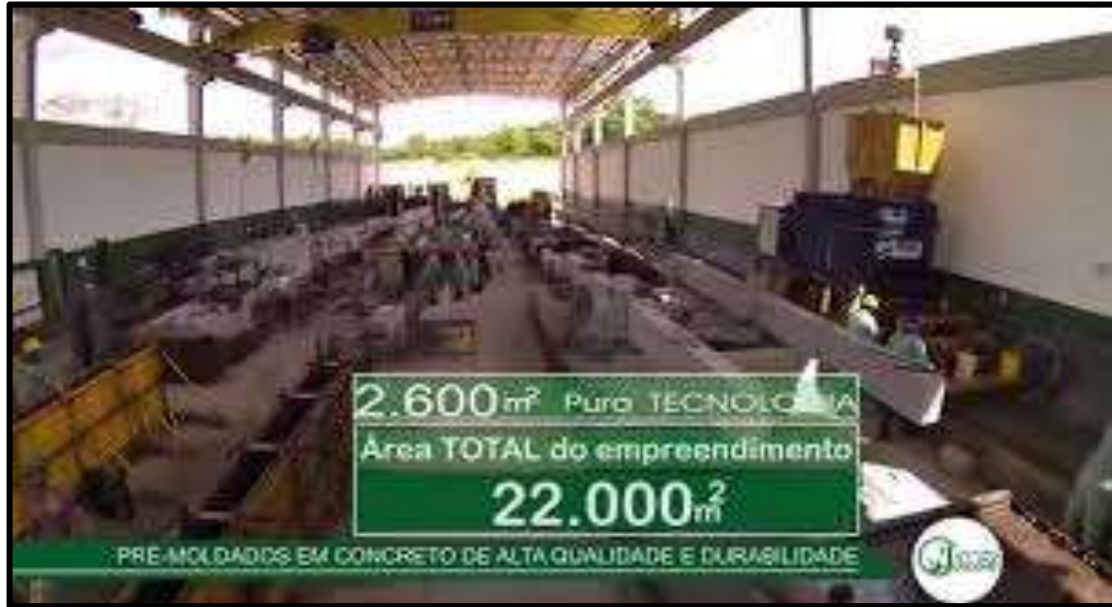 2.600m² Pura TECNOLOGIA
Área TOTAL do empreendimento
22.000m²
PRÉ-MOLDADOS EM CONCRETO DE ALTA QUALIDADE E DURABILIDADE